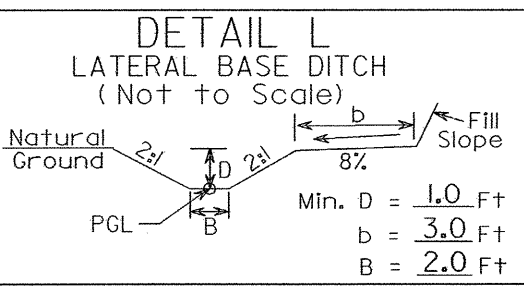 DETAIL L
LATERAL BASE DITCH
(Not to Scale)
Natural
Ground
2:1
D
2:1
b
8%
Fill
Slope
PGL
B
Min. D = 1.0 Ft
b = 3.0 Ft
B = 2.0 Ft